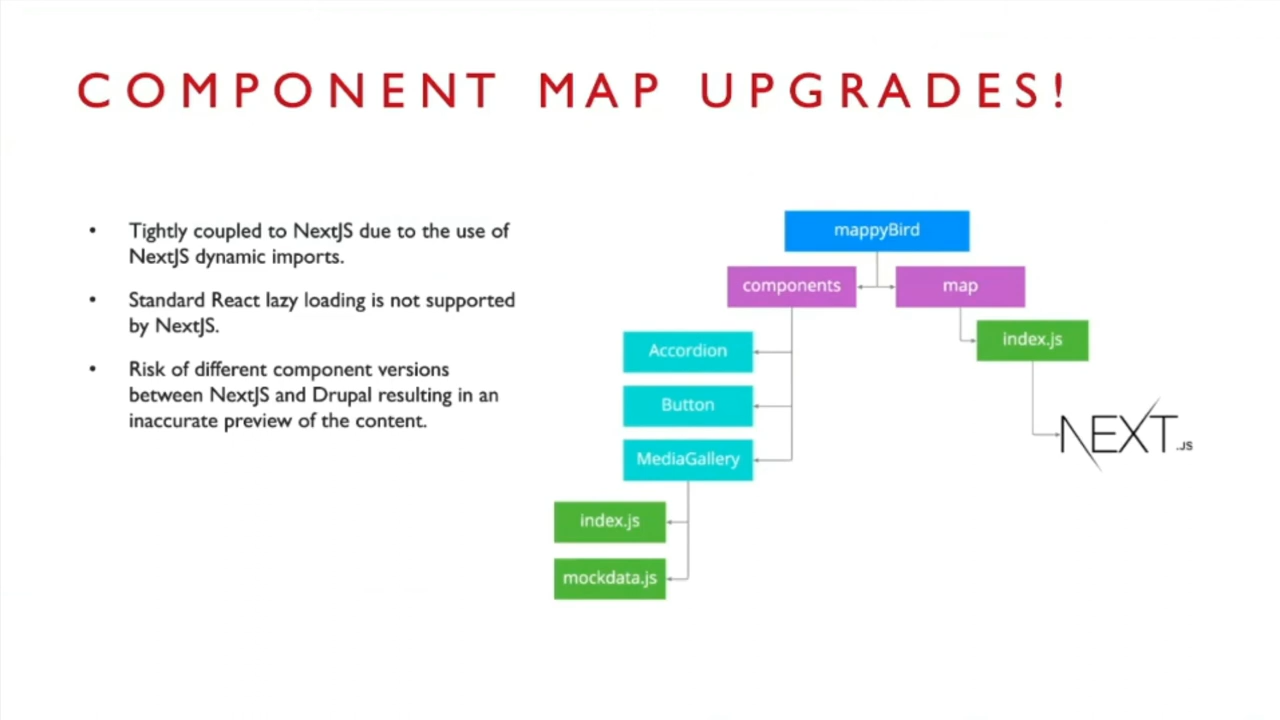 COMPONENT MAP UPGRADES!
• Tightly coupled to NextJS due to the use of
NextJS dynamic imports.
• Standard React lazy loading is not supported
by NextJS.
• Risk of different component versions
between NextJS and Drupal resulting in an
inaccurate preview of the content.
mappyBird
components
map
index.js
Accordion
Button
MediaGallery
index.js
mockdata.js
NEXT.JS